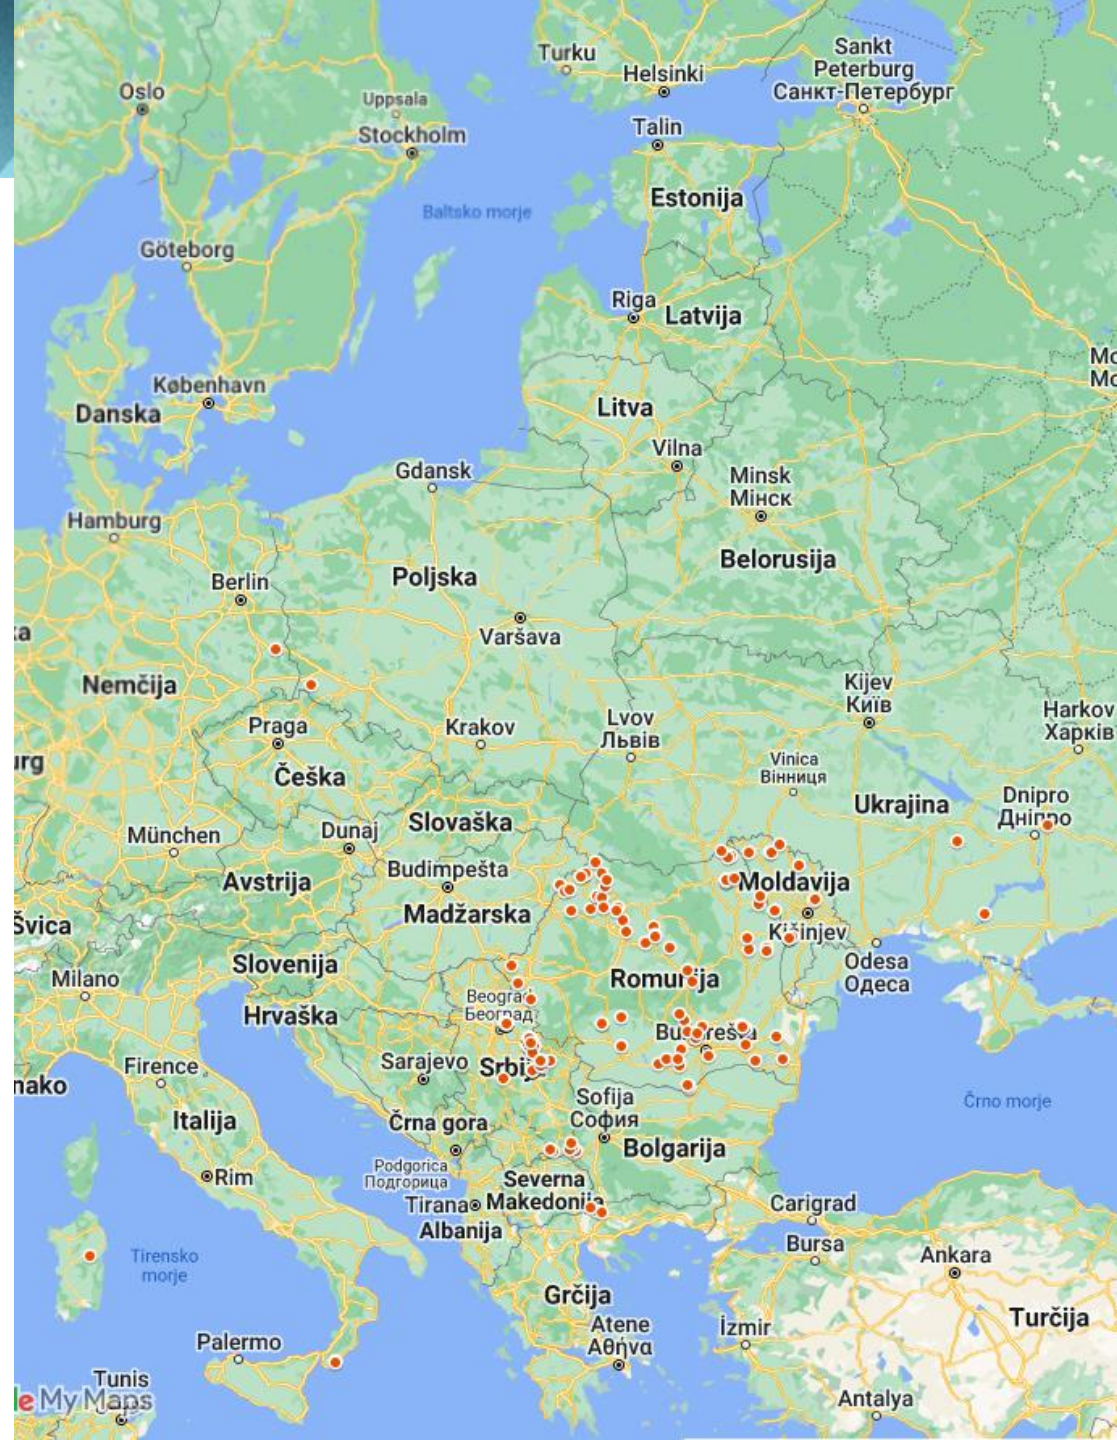 Turku
Helsinki
Sankt
Peterburg
Санкт-Петербург
Oslo
Uppsala
Stockholm
Talin
Estonija
Baltsko morje
Göteborg
Riga
Latvija
København
Danska
Litva
Vilna
Minsk
Мінск
Gdansk
Hamburg
Belorusija
Berlin
Poljska
Varšava
Nemčija
Kijev
Київ
Praga
Krakov
Lvov
Львів
Harkov
Харків
Češka
Vinica
Вінниця
Ukrajina
Dnipro
Дніпро
München
Dunaj
Slovaška
Budimpešta
Avstrija
Madžarska
Moldavija
Kišinjev
Švica
Slovenija
Milano
Romunija
Odesa
Одеса
Beograd
Београд
Hrvaška
Bukarešta
Firence
Sarajevo
Srbija
Sofija
София
Črno morje
Italija
Črna gora
Bolgarija
Podgorica
Подгорица
Rim
Severna
Makedonija
Tirana
Albanija
Carigrad
Bursa
Ankara
Tirensko
morje
Grčija
Atene
Αθήνα
İzmir
Turčija
Palermo
Tunis
My Maps
Antalya